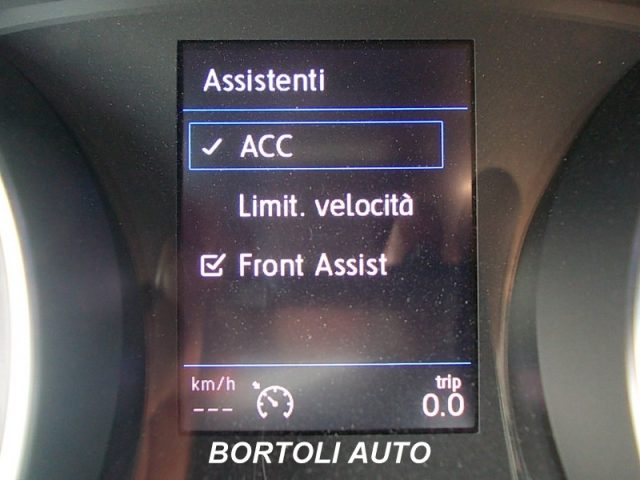 Assistenti
ACC
Limit. velocità
Front Assist
km/h trip
--- 0.0
BORTOLI AUTO